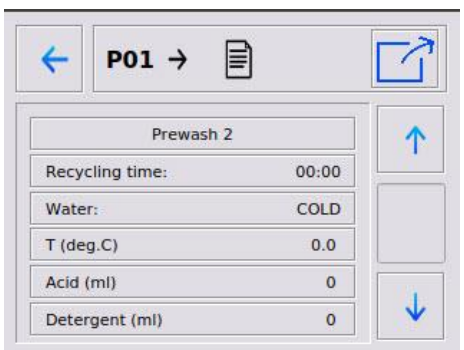 P01 →
Prewash 2
Recycling time: 00:00
Water: COLD
T (deg.C) 0.0
Acid (ml) 0
Detergent (ml) 0